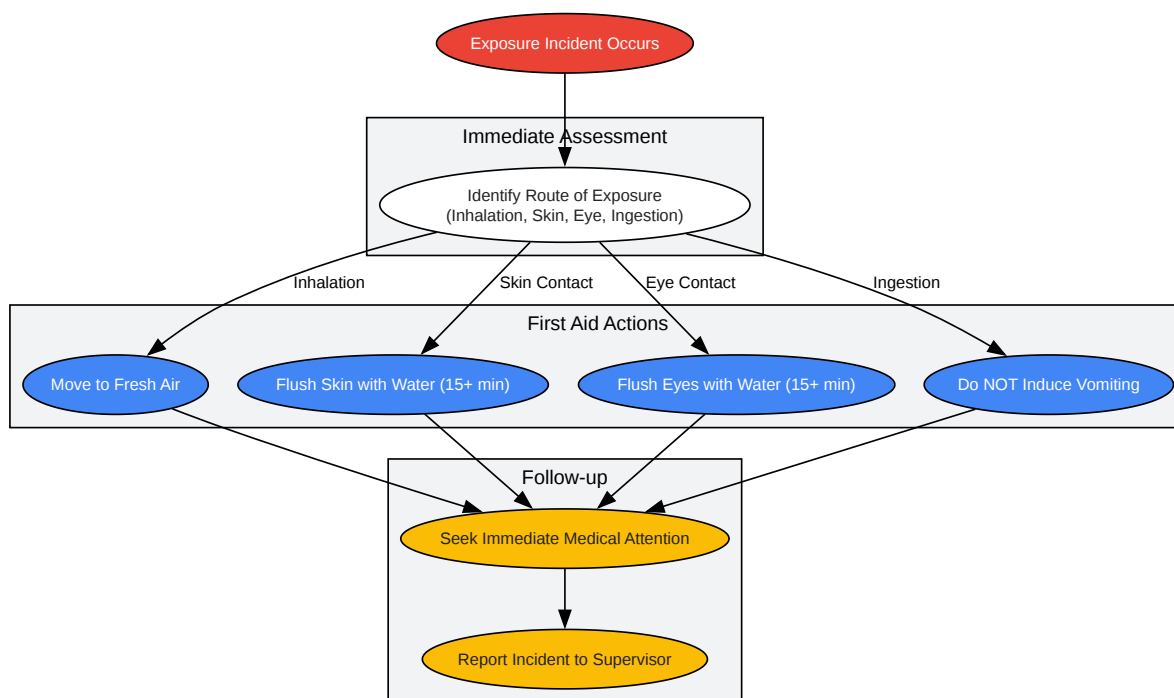 Exposure Incident Occurs
Immediate Assessment
Identify Route of Exposure
(Inhalation, Skin, Eye, Ingestion)
Inhalation
Skin Contact
Eye Contact
Ingestion
First Aid Actions
Move to Fresh Air
Flush Skin with Water (15+ min)
Flush Eyes with Water (15+ min)
Do NOT Induce Vomiting
Follow-up
Seek Immediate Medical Attention
Report Incident to Supervisor